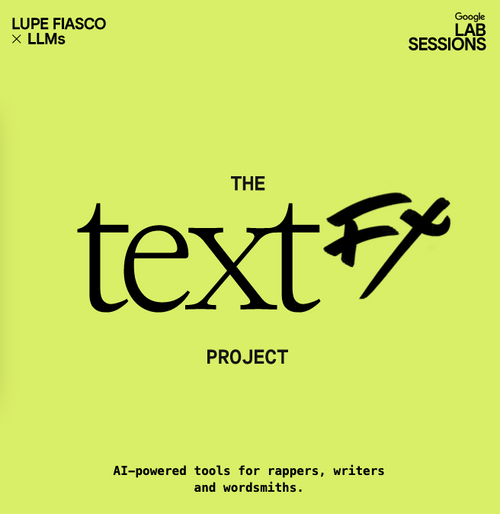 LUPE FIASCO
× LLMs
Google
LAB
SESSIONS
THE
textFX
PROJECT
AI-powered tools for rappers, writers
and wordsmiths.